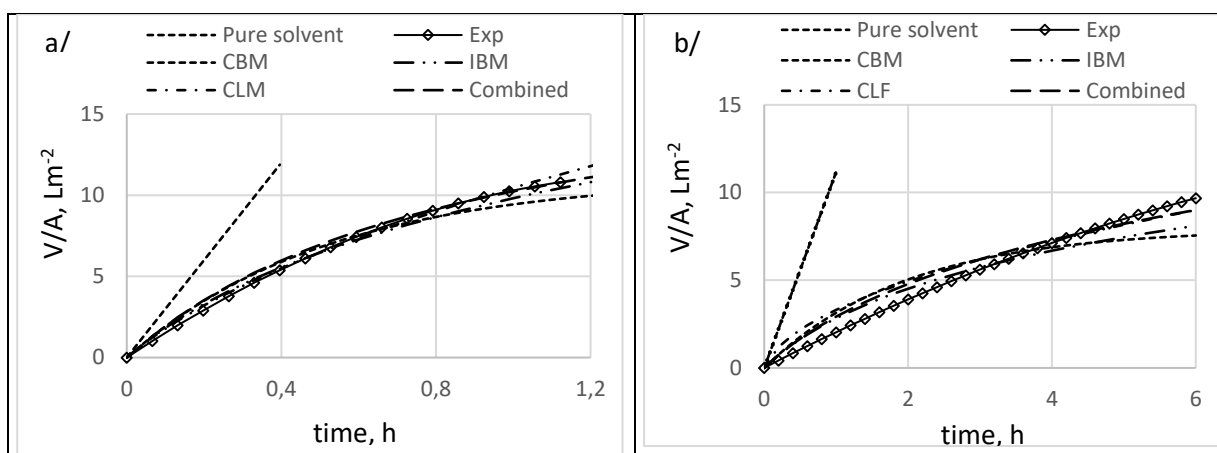 a/
Pure solvent Exp
CBM IBM
CLM Combined
15
10
5
0
V/A, Lm⁻²
0 0,4 0,8 1,2
time, h
b/
Pure solvent Exp
CBM IBM
CLF Combined
15
10
5
0
V/A, Lm⁻²
0 2 4 6
time, h